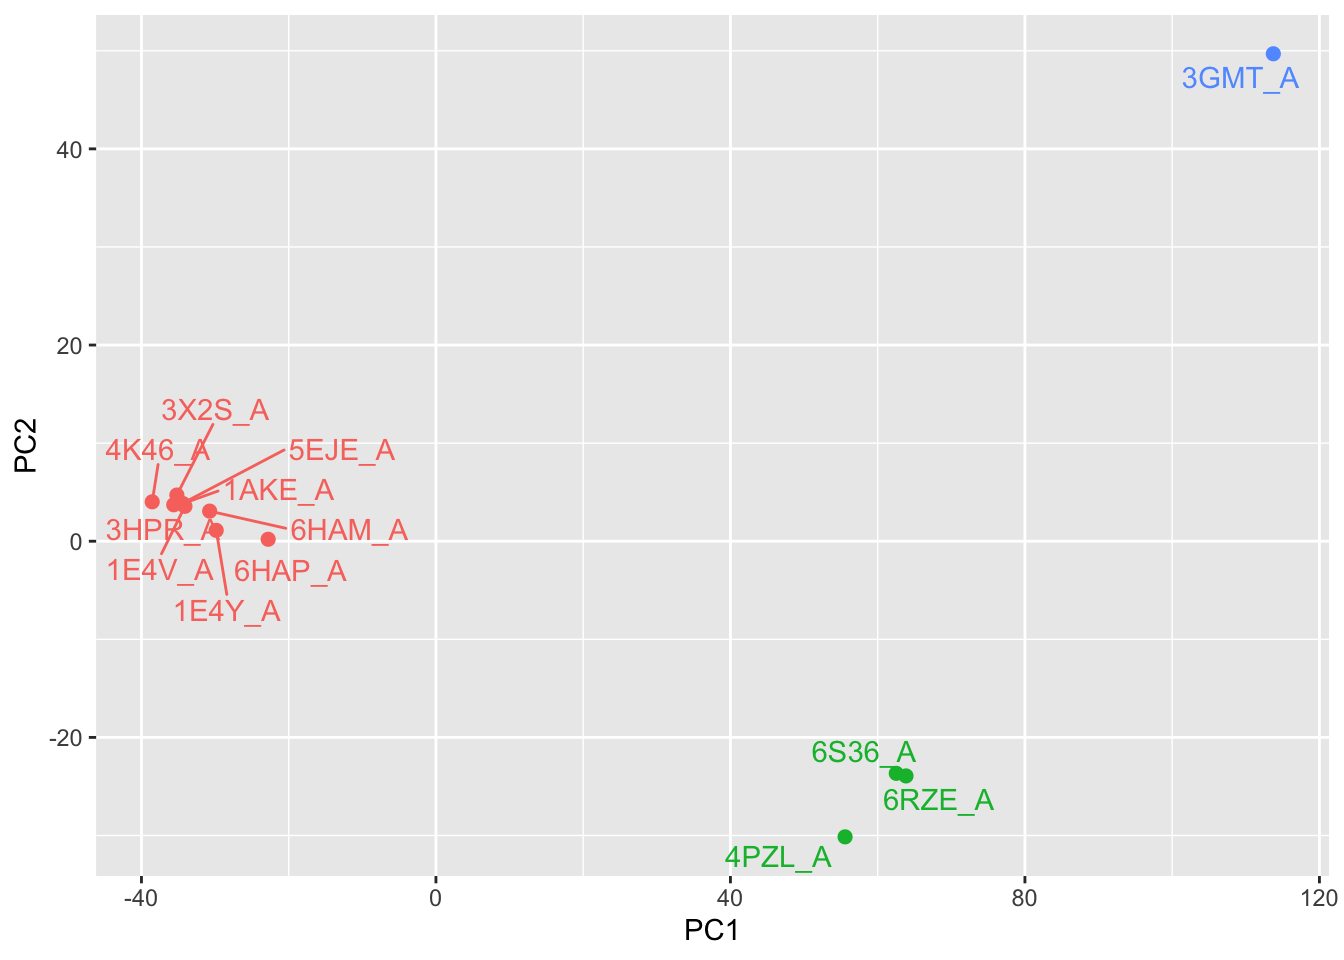 3GMT_A
40
20
3X2S_A
4K46_A
5EJE_A
1AKE_A
3HPR_A
6HAM_A
0
1E4V_A
6HAP_A
1E4Y_A
-20
6S36_A
6RZE_A
4PZL_A
-40
0
40
80
120
PC1
PC2